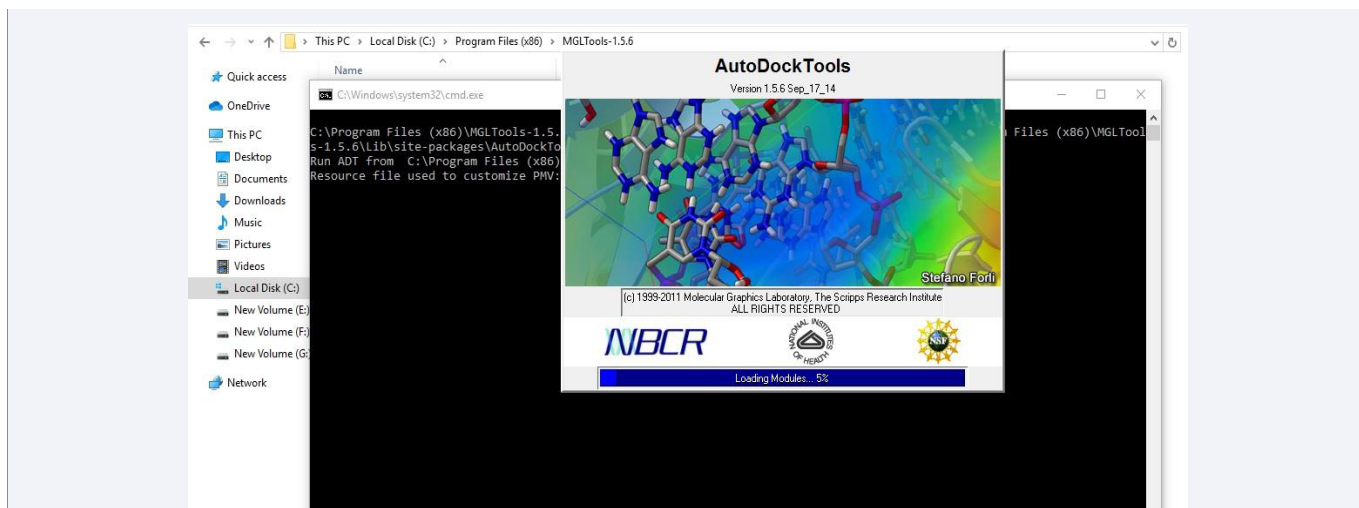 This PC > Local Disk (C:) > Program Files (x86) > MGLTools-1.5.6
Quick access
OneDrive
This PC
Desktop
Documents
Downloads
Music
Pictures
Videos
Local Disk (C:)
New Volume (E:)
New Volume (F:)
New Volume (G:
Network
Name
C:\Windows\system32\cmd.exe
C:\Program Files (x86)\MGLTools-1.5.
Files (x86)\MGLTool
s-1.5.6\Lib\site-packages\AutoDockTo
Run ADT from C:\Program Files (x86)
Resource file used to customize PMV:
AutoDockTools
Version 1.5.6 Sep_17_14
Stefano Forli
(c) 1999-2011 Molecular Graphics Laboratory, The Scripps Research Institute
ALL RIGHTS RESERVED
NBCR
NATIONAL INSTITUTES OF HEALTH
NSF
Loading Modules... 5%